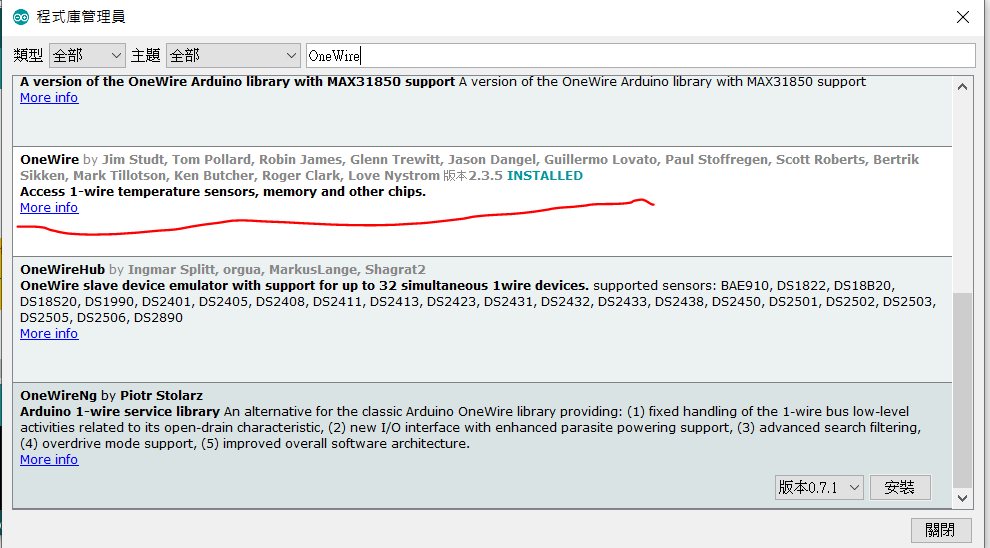 程式庫管理員
類型 全部 主題 全部 OneWire
A version of the OneWire Arduino library with MAX31850 support A version of the OneWire Arduino library with MAX31850 support
More info
OneWire by Jim Studt, Tom Pollard, Robin James, Glenn Trewitt, Jason Dangel, Guillermo Lovato, Paul Stoffregen, Scott Roberts, Bertrik
Sikken, Mark Tillotson, Ken Butcher, Roger Clark, Love Nystrom 版本2.3.5 INSTALLED
Access 1-wire temperature sensors, memory and other chips.
More info
OneWireHub by Ingmar Splitt, orgua, MarkusLange, Shagrat2
OneWire slave device emulator with support for up to 32 simultaneous 1wire devices. supported sensors: BAE910, DS1822, DS18B20,
DS18S20, DS1990, DS2401, DS2405, DS2408, DS2411, DS2413, DS2423, DS2431, DS2432, DS2433, DS2438, DS2450, DS2501, DS2502, DS2503,
DS2505, DS2506, DS2890
More info
OneWireNg by Piotr Stolarz
Arduino 1-wire service library An alternative for the classic Arduino OneWire library providing: (1) fixed handling of the 1-wire bus low-level
activities related to its open-drain characteristic, (2) new I/O interface with enhanced parasite powering support, (3) advanced search filtering,
(4) overdrive mode support, (5) improved overall software architecture.
More info
版本0.7.1 安裝
關閉